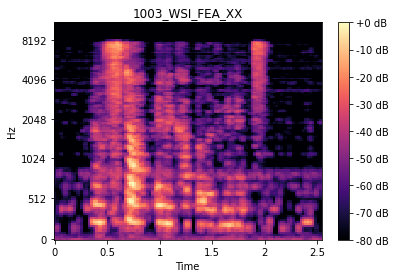 1003_WSI_FEA_XX
+0 dB
8192
-10 dB
4096
-20 dB
-30 dB
2048
Hz
-40 dB
1024
-50 dB
512
-60 dB
-70 dB
0
-80 dB
0 0.5 1 1.5 2 2.5
Time